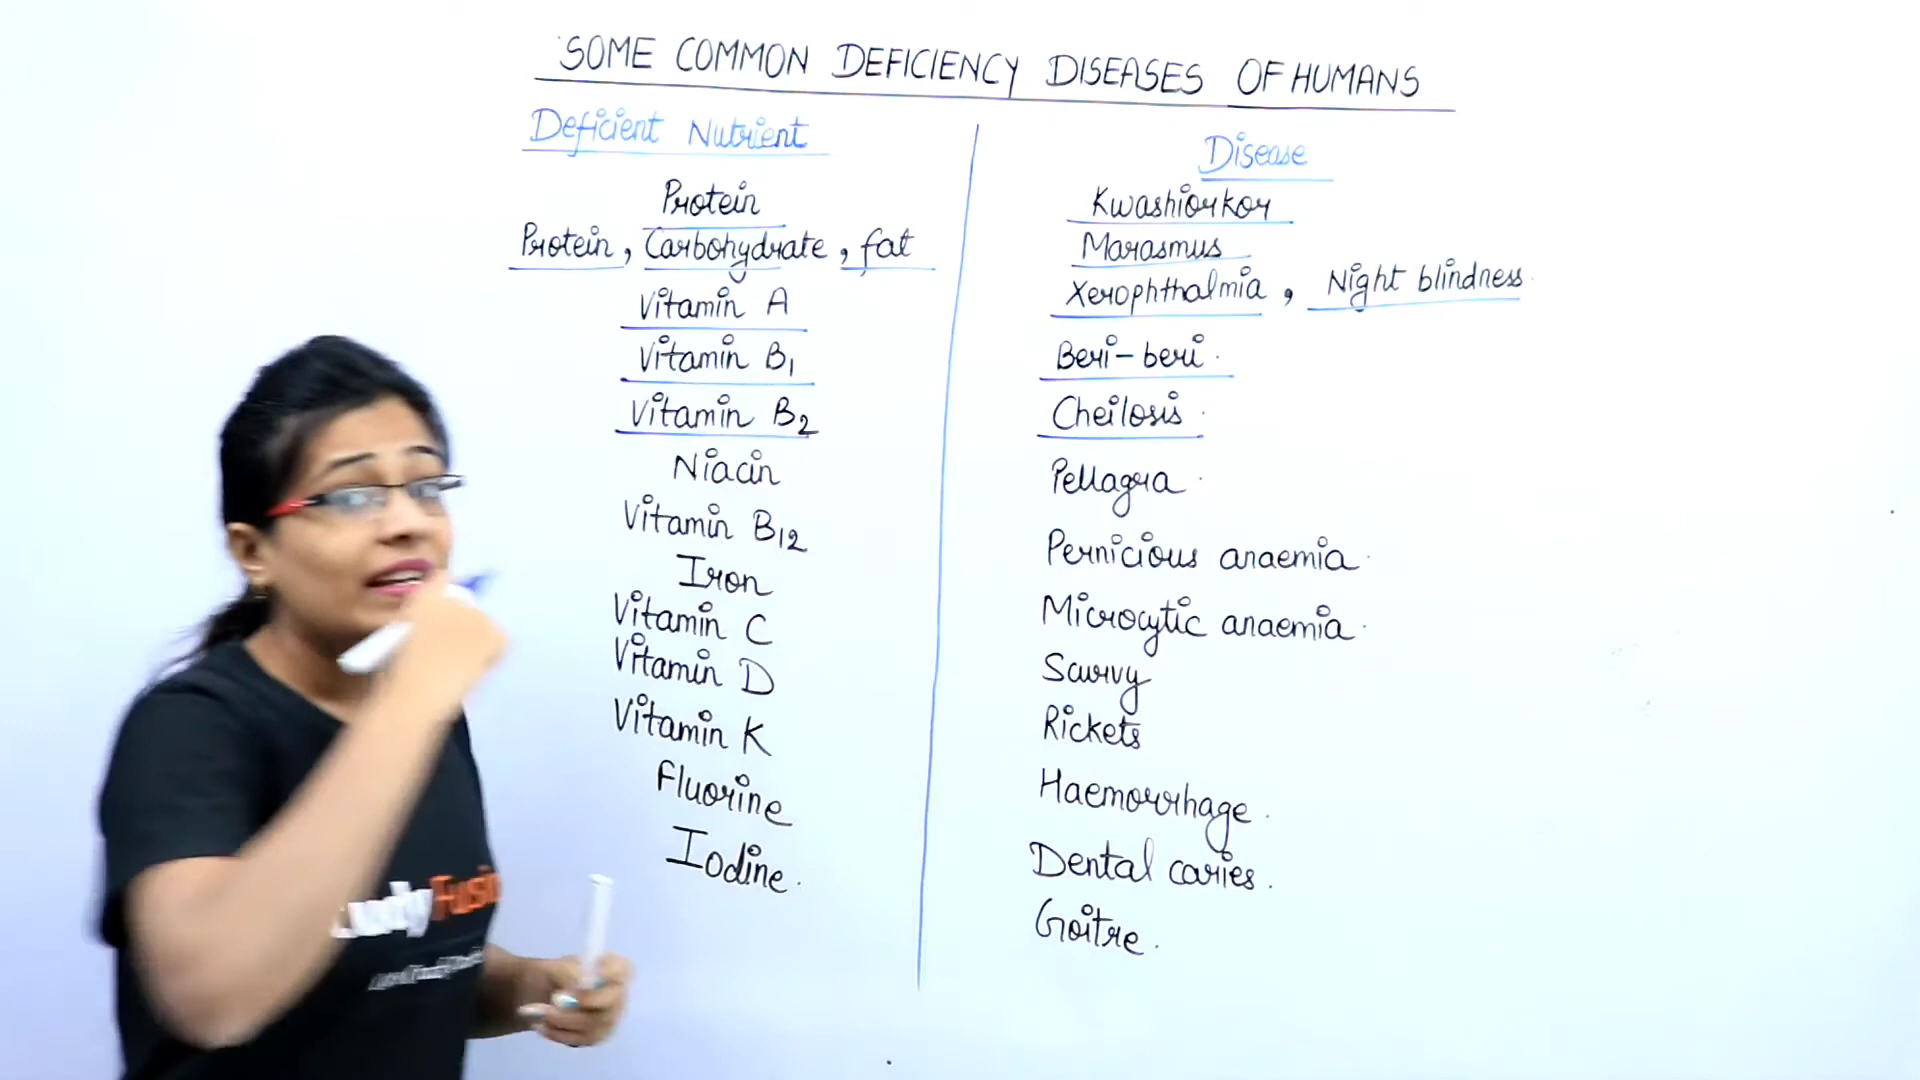 SOME COMMON DEFICIENCY DISEASES OF HUMANS
Deficient Nutrient
Disease
Protein
Kwashiorkor
Protein, Carbohydrate, fat
Marasmus
Vitamin A
Xerophthalmia, Night blindness
Vitamin B1
Beri-beri
Vitamin B2
Cheilosis
Niacin
Pellagra
Vitamin B12
Pernicious anaemia
Iron
Microcytic anaemia
Vitamin C
Scurvy
Vitamin D
Rickets
Vitamin K
Haemorrhage
Fluorine
Dental caries
Iodine
Goitre